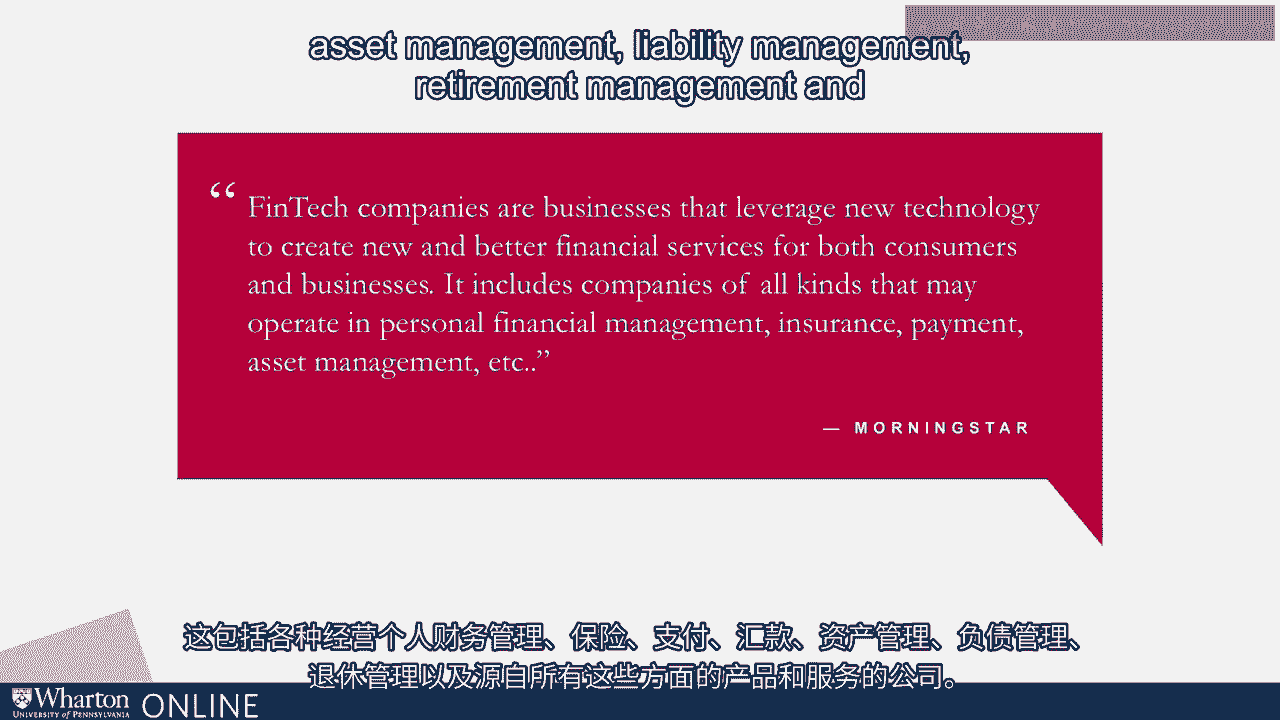 asset management, liability management,
retirement management and
“ FinTech companies are businesses that leverage new technology
to create new and better financial services for both consumers
and businesses. It includes companies of all kinds that may
operate in personal financial management, insurance, payment,
asset management, etc..”
— MORNINGSTAR
这包括各种经营个人财务管理、保险、支付、汇款、资产管理、负债管理、
退休管理以及源自所有这些方面的产品和服务的公司。
Wharton ONLINE
UNIVERSITY of PENNSYLVANIA